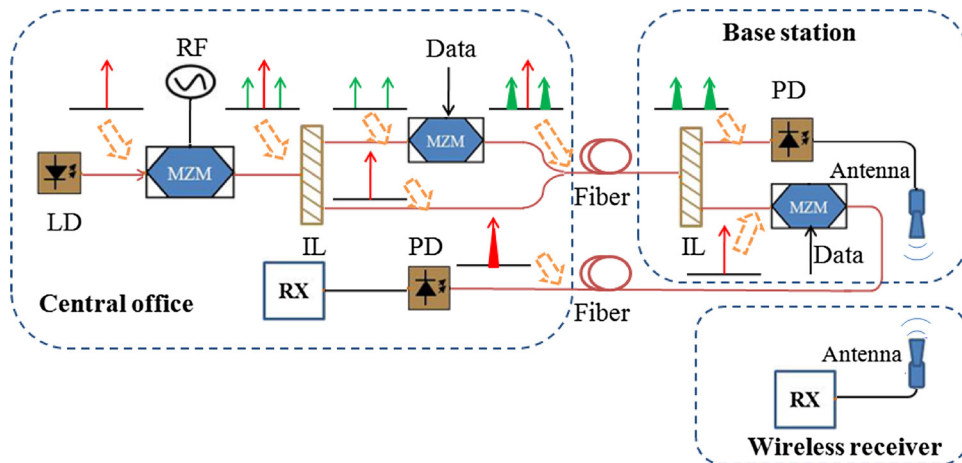 Base station
RF
Data
PD
MZM
MZM
Antenna
LD
IL
Fiber
MZM
PD
IL
Data
RX
Central office
Fiber
Antenna
RX
Wireless receiver